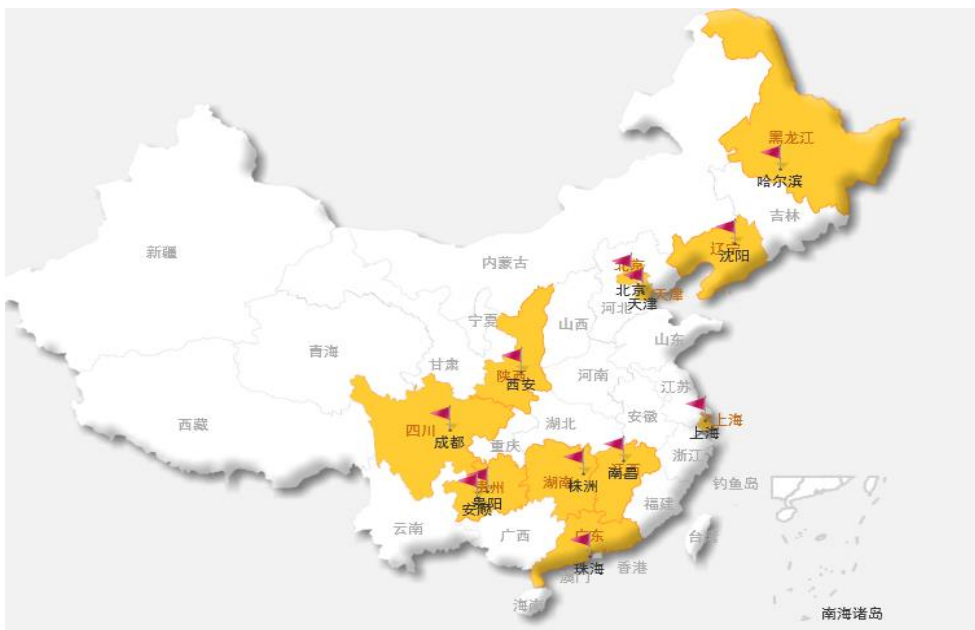 黑龙江
哈尔滨
吉林
辽宁
沈阳
新疆
内蒙古
北京
北京
天津
天津
河北
宁夏
山西
山东
青海
甘肃
陕西
西安
河南
江苏
西藏
四川
成都
重庆
湖北
安徽
上海
上海
南昌
浙江
贵州
贵阳
安顺
湖南
株洲
钓鱼岛
福建
云南
广西
广东
珠海
台湾
香港
澳门
海南
南海诸岛